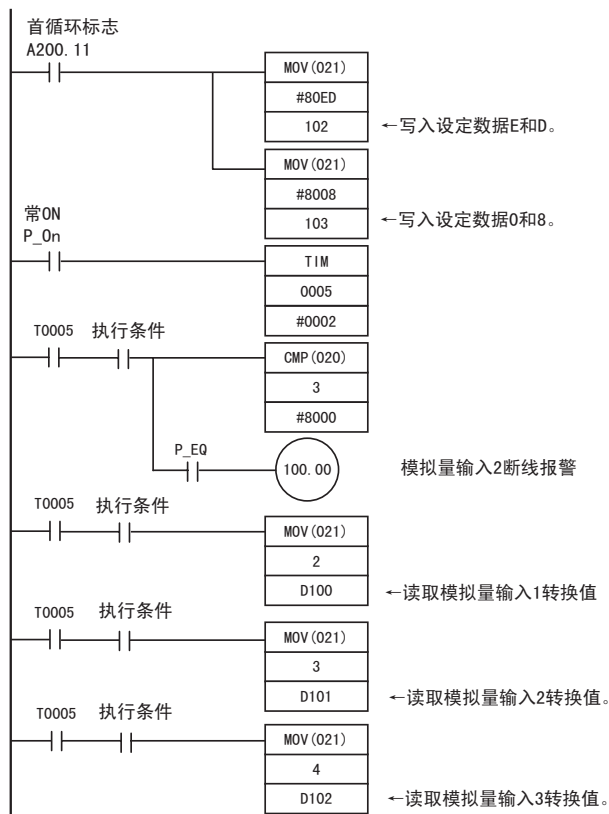 首循环标志
A200.11
MOV(021)
#80ED
102 ←写入设定数据E和D。
MOV(021)
#8008
103 ←写入设定数据0和8。
常ON
P_On
TIM
0005
#0002
T0005 执行条件
CMP(020)
3
#8000
P_EQ
100.00 模拟量输入2断线报警
T0005 执行条件
MOV(021)
2
D100 ←读取模拟量输入1转换值
T0005 执行条件
MOV(021)
3
D101 ←读取模拟量输入2转换值。
T0005 执行条件
MOV(021)
4
D102 ←读取模拟量输入3转换值。